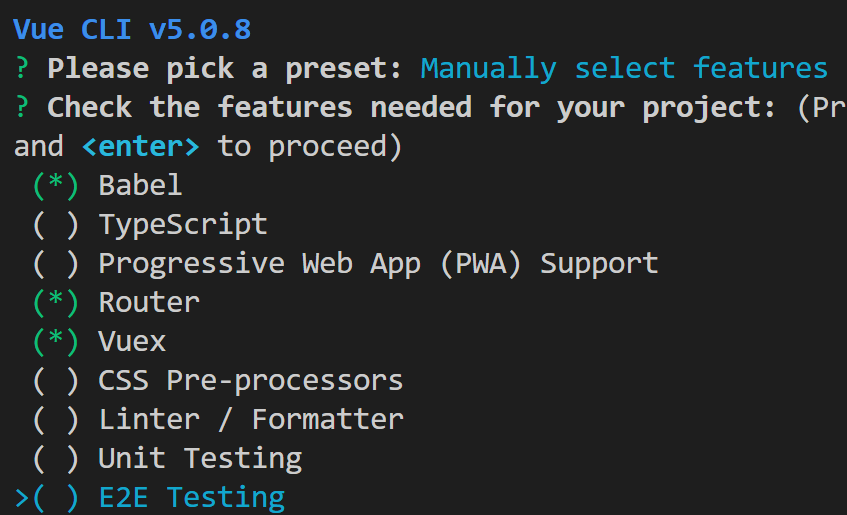 Vue CLI v5.0.8
? Please pick a preset: Manually select features
? Check the features needed for your project: (Pr
and <enter> to proceed)
(*) Babel
( ) TypeScript
( ) Progressive Web App (PWA) Support
(*) Router
(*) Vuex
( ) CSS Pre-processors
( ) Linter / Formatter
( ) Unit Testing
>( ) E2E Testing